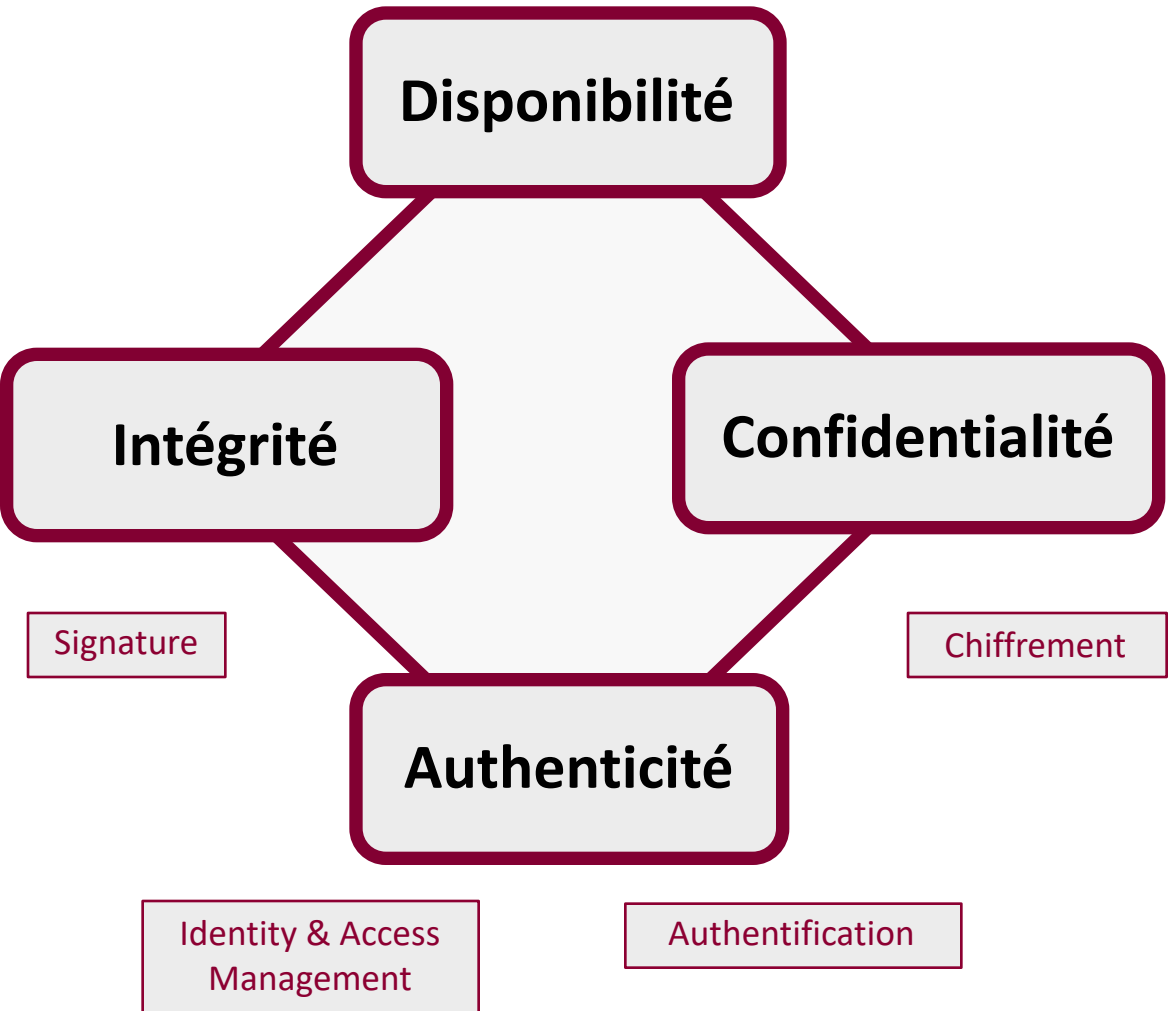 Disponibilité
Intégrité
Confidentialité
Signature
Chiffrement
Authenticité
Identity & Access
Management
Authentification